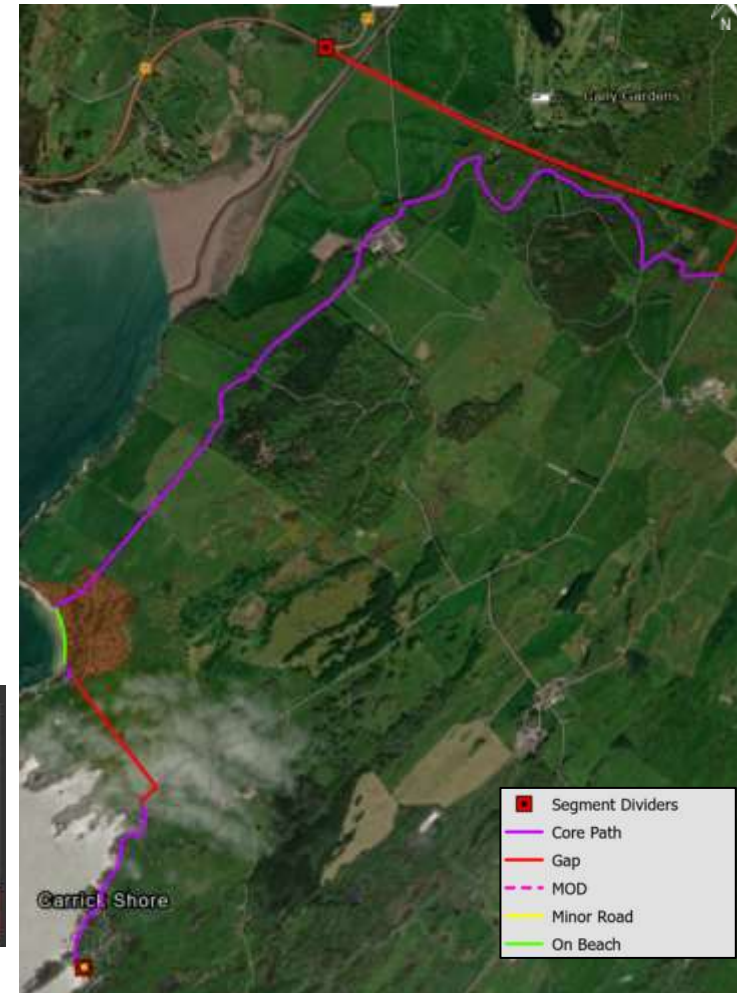 N
Cally Gardens
Carrick Shore
Segment Dividers
Core Path
Gap
MOD
Minor Road
On Beach